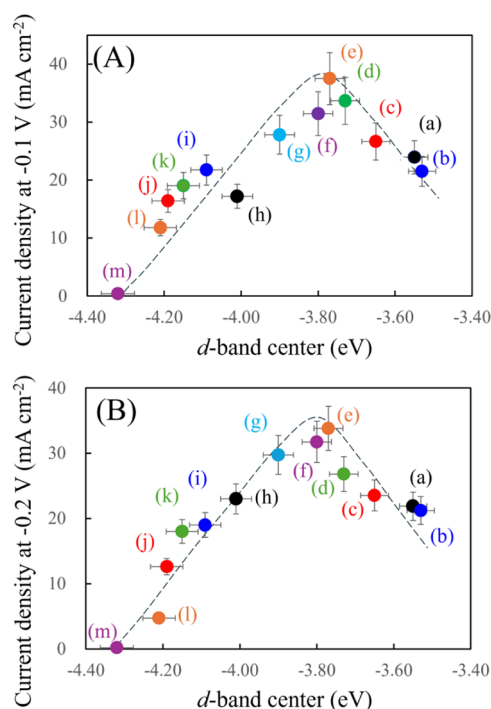 (A)
Current density at -0.1 V (mA cm-2)
50
40
30
20
10
0
(e)
(d)
(c)
(a)
(b)
(f)
(g)
(i)
(k)
(j)
(h)
(l)
(m)
-4.40 -4.20 -4.00 -3.80 -3.60 -3.40
d-band center (eV)
(B)
Current density at -0.2 V (mA cm-2)
40
30
20
10
0
(g)
(e)
(f)
(d)
(i)
(h)
(a)
(k)
(c)
(b)
(j)
(l)
(m)
-4.40 -4.20 -4.00 -3.80 -3.60 -3.40
d-band center (eV)